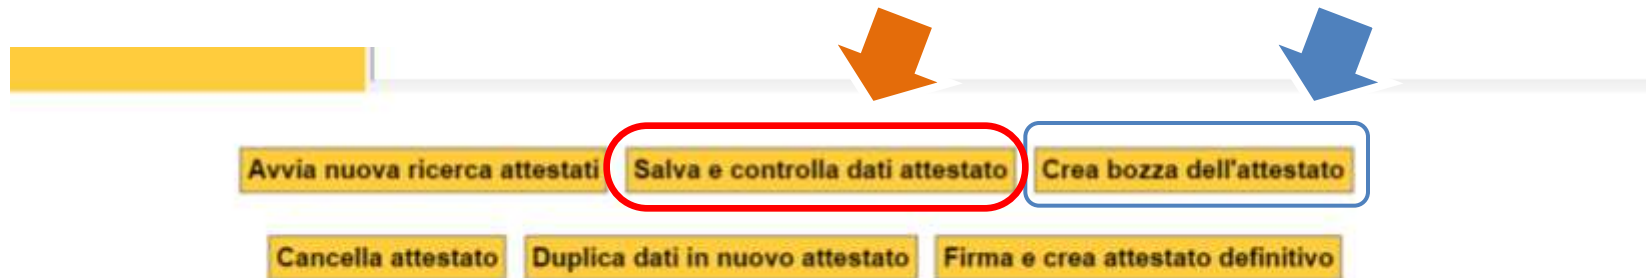 Avvia nuova ricerca attestati Salva e controlla dati attestato Crea bozza dell'attestato
Cancella attestato Duplica dati in nuovo attestato Firma e crea attestato definitivo